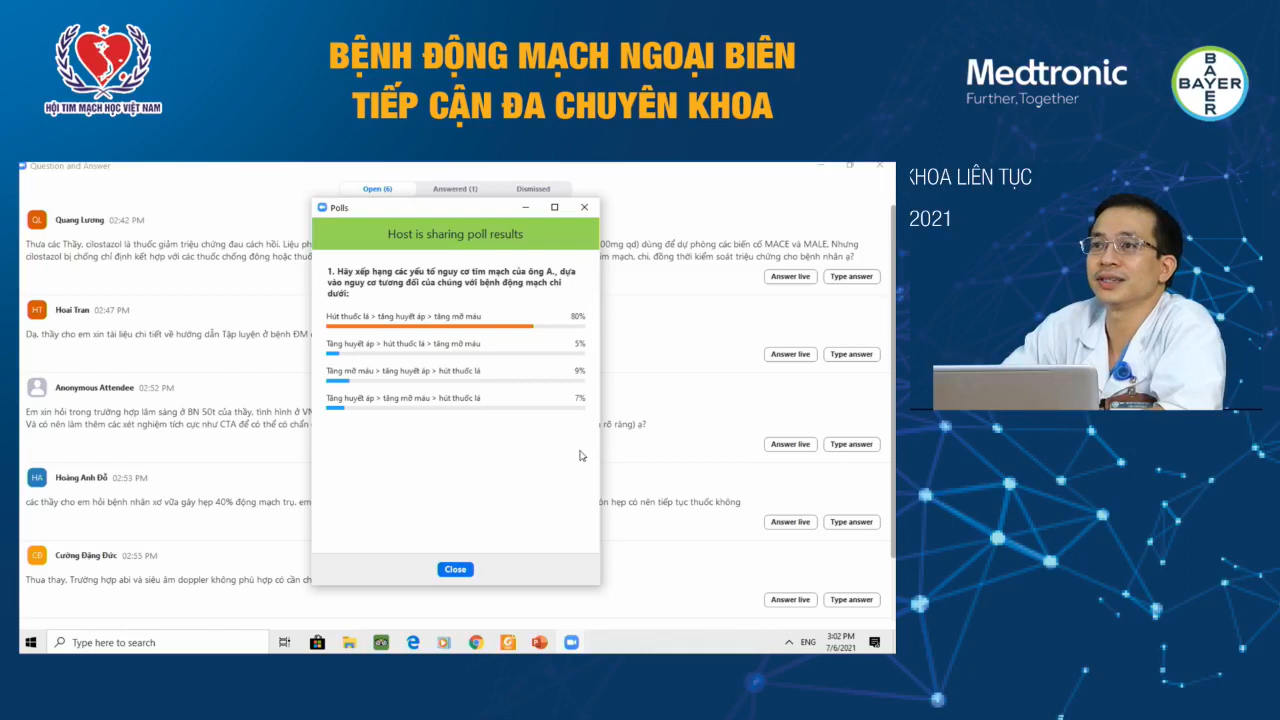 HỘI TIM MẠCH HỌC VIỆT NAM
BỆNH ĐỘNG MẠCH NGOẠI BIÊN
TIẾP CẬN ĐA CHUYÊN KHOA
Medtronic
Further, Together
BAYER
BAYER
KHOA LIÊN TỤC
2021
Question and Answer
Open (6)
Answered (1)
Dismissed
QL
Quang Lương 02:42 PM
Thưa các Thầy, cilostazol là thuốc giảm triệu chứng đau cách hồi. Liệu ph
00mg qd) dùng để dự phòng các biến cố MACE và MALE. Nhưng
cilostazol bị chống chỉ định kết hợp với các thuốc chống đông hoặc thuố
im mạch, chi, đồng thời kiểm soát triệu chứng cho bệnh nhân ạ?
Answer live
Type answer
HT
Hoai Tran 02:47 PM
Dạ, thầy cho em xin tài liệu chi tiết về hướng dẫn Tập luyện ở bệnh ĐM
Answer live
Type answer
Anonymous Attendee 02:52 PM
Em xin hỏi trong trường hợp lâm sàng ở BN 50t của thầy, tình hình ở VN
Và có nên làm thêm các xét nghiệm tích cực như CTA để có thể có chẩn
rõ ràng) ạ?
Answer live
Type answer
HA
Hoàng Anh Đỗ 02:53 PM
các thầy cho em hỏi bệnh nhân xơ vữa gây hẹp 40% động mạch trụ, em
òn hẹp có nên tiếp tục thuốc không
Answer live
Type answer
CĐ
Cường Đặng Đức 02:55 PM
Thua thay. Trường hợp abi và siêu âm doppler không phù hợp có cần ch
Answer live
Type answer
Polls
Host is sharing poll results
1. Hãy xếp hạng các yếu tố nguy cơ tim mạch của ông A., dựa
vào nguy cơ tương đối của chúng với bệnh động mạch chi
dưới:
Hút thuốc lá > tăng huyết áp > tăng mỡ máu 80%
Tăng huyết áp > hút thuốc lá > tăng mỡ máu 5%
Tăng mỡ máu > tăng huyết áp > hút thuốc lá 9%
Tăng huyết áp > tăng mỡ máu > hút thuốc lá 7%
Close
Type here to search
ENG
3:02 PM
7/6/2021